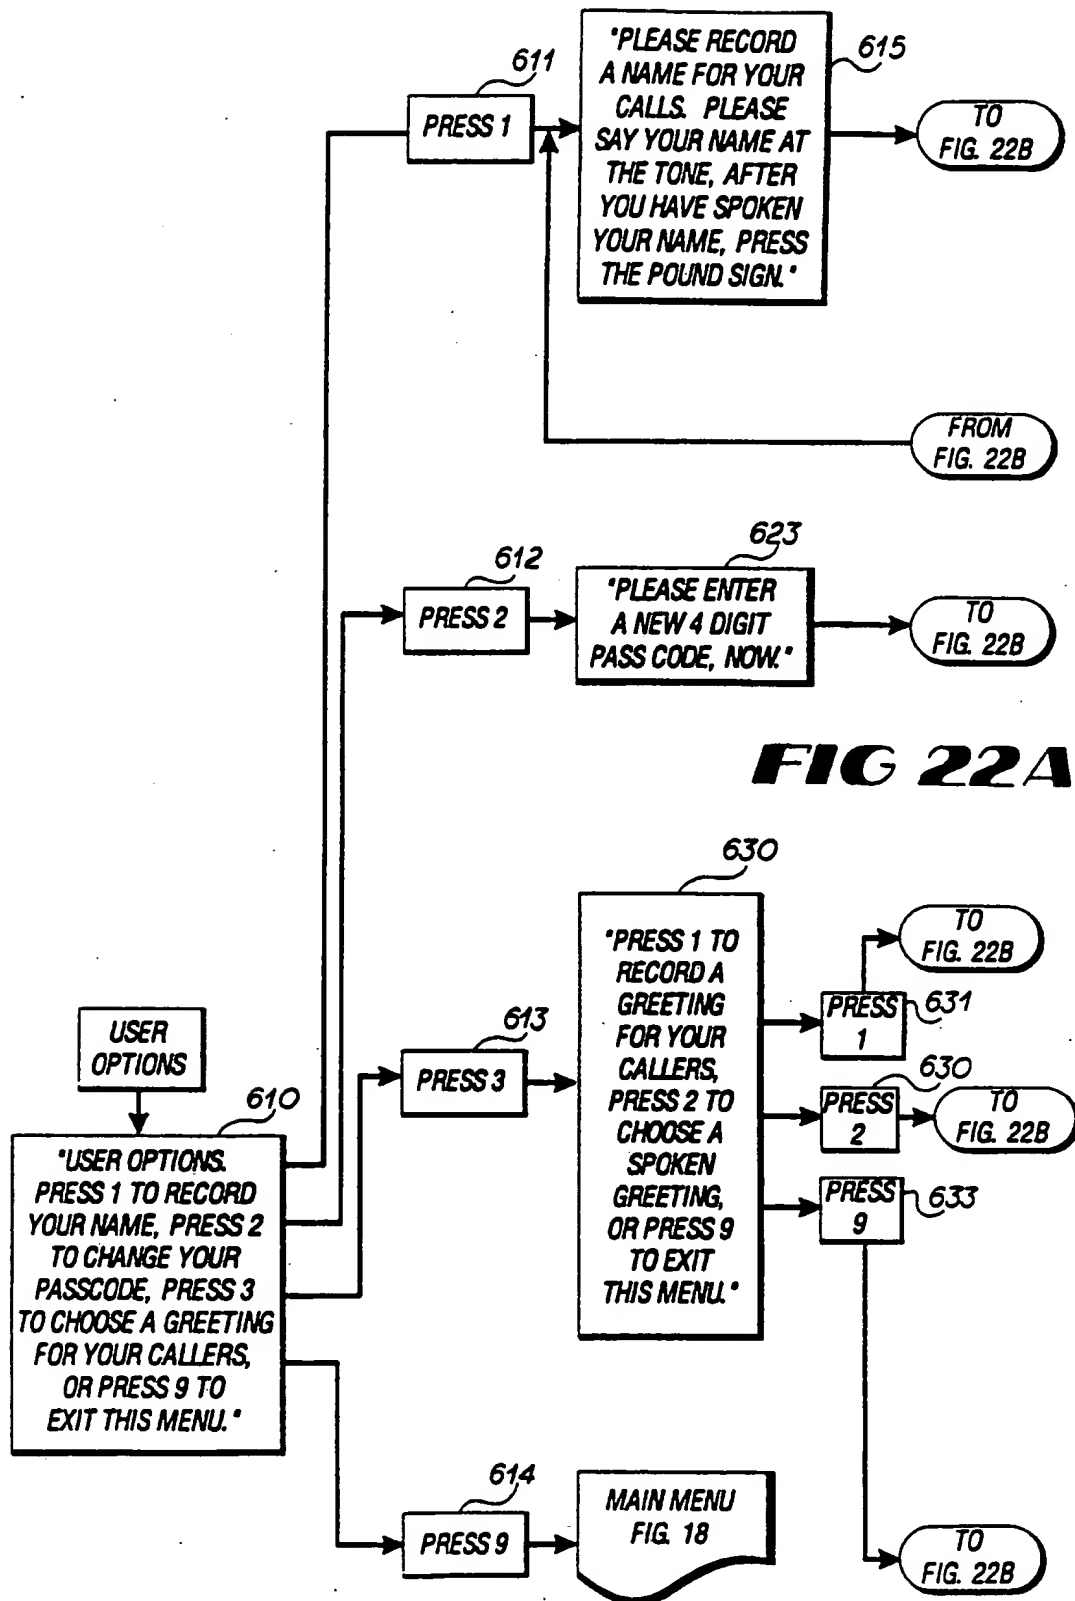 611
PRESS 1
"PLEASE RECORD
A NAME FOR YOUR
CALLS. PLEASE
SAY YOUR NAME AT
THE TONE, AFTER
YOU HAVE SPOKEN
YOUR NAME, PRESS
THE POUND SIGN."
615
TO
FIG. 22B
FROM
FIG. 22B
612
PRESS 2
623
"PLEASE ENTER
A NEW 4 DIGIT
PASS CODE, NOW."
TO
FIG. 22B
FIG 22A
USER
OPTIONS
610
"USER OPTIONS.
PRESS 1 TO RECORD
YOUR NAME, PRESS 2
TO CHANGE YOUR
PASSCODE, PRESS 3
TO CHOOSE A GREETING
FOR YOUR CALLERS,
OR PRESS 9 TO
EXIT THIS MENU."
613
PRESS 3
630
"PRESS 1 TO
RECORD A
GREETING
FOR YOUR
CALLERS,
PRESS 2 TO
CHOOSE A
SPOKEN
GREETING,
OR PRESS 9
TO EXIT
THIS MENU."
TO
FIG. 22B
PRESS
1
631
630
PRESS
2
TO
FIG. 22B
PRESS
9
633
TO
FIG. 22B
614
PRESS 9
MAIN MENU
FIG. 18